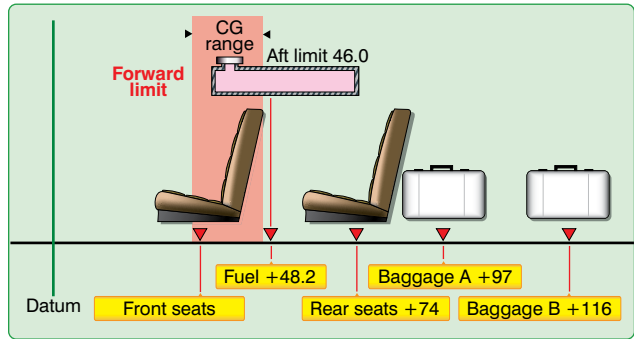 CG
range
Aft limit 46.0
Forward
limit
Fuel +48.2
Baggage A +97
Datum
Front seats
Rear seats +74
Baggage B +116